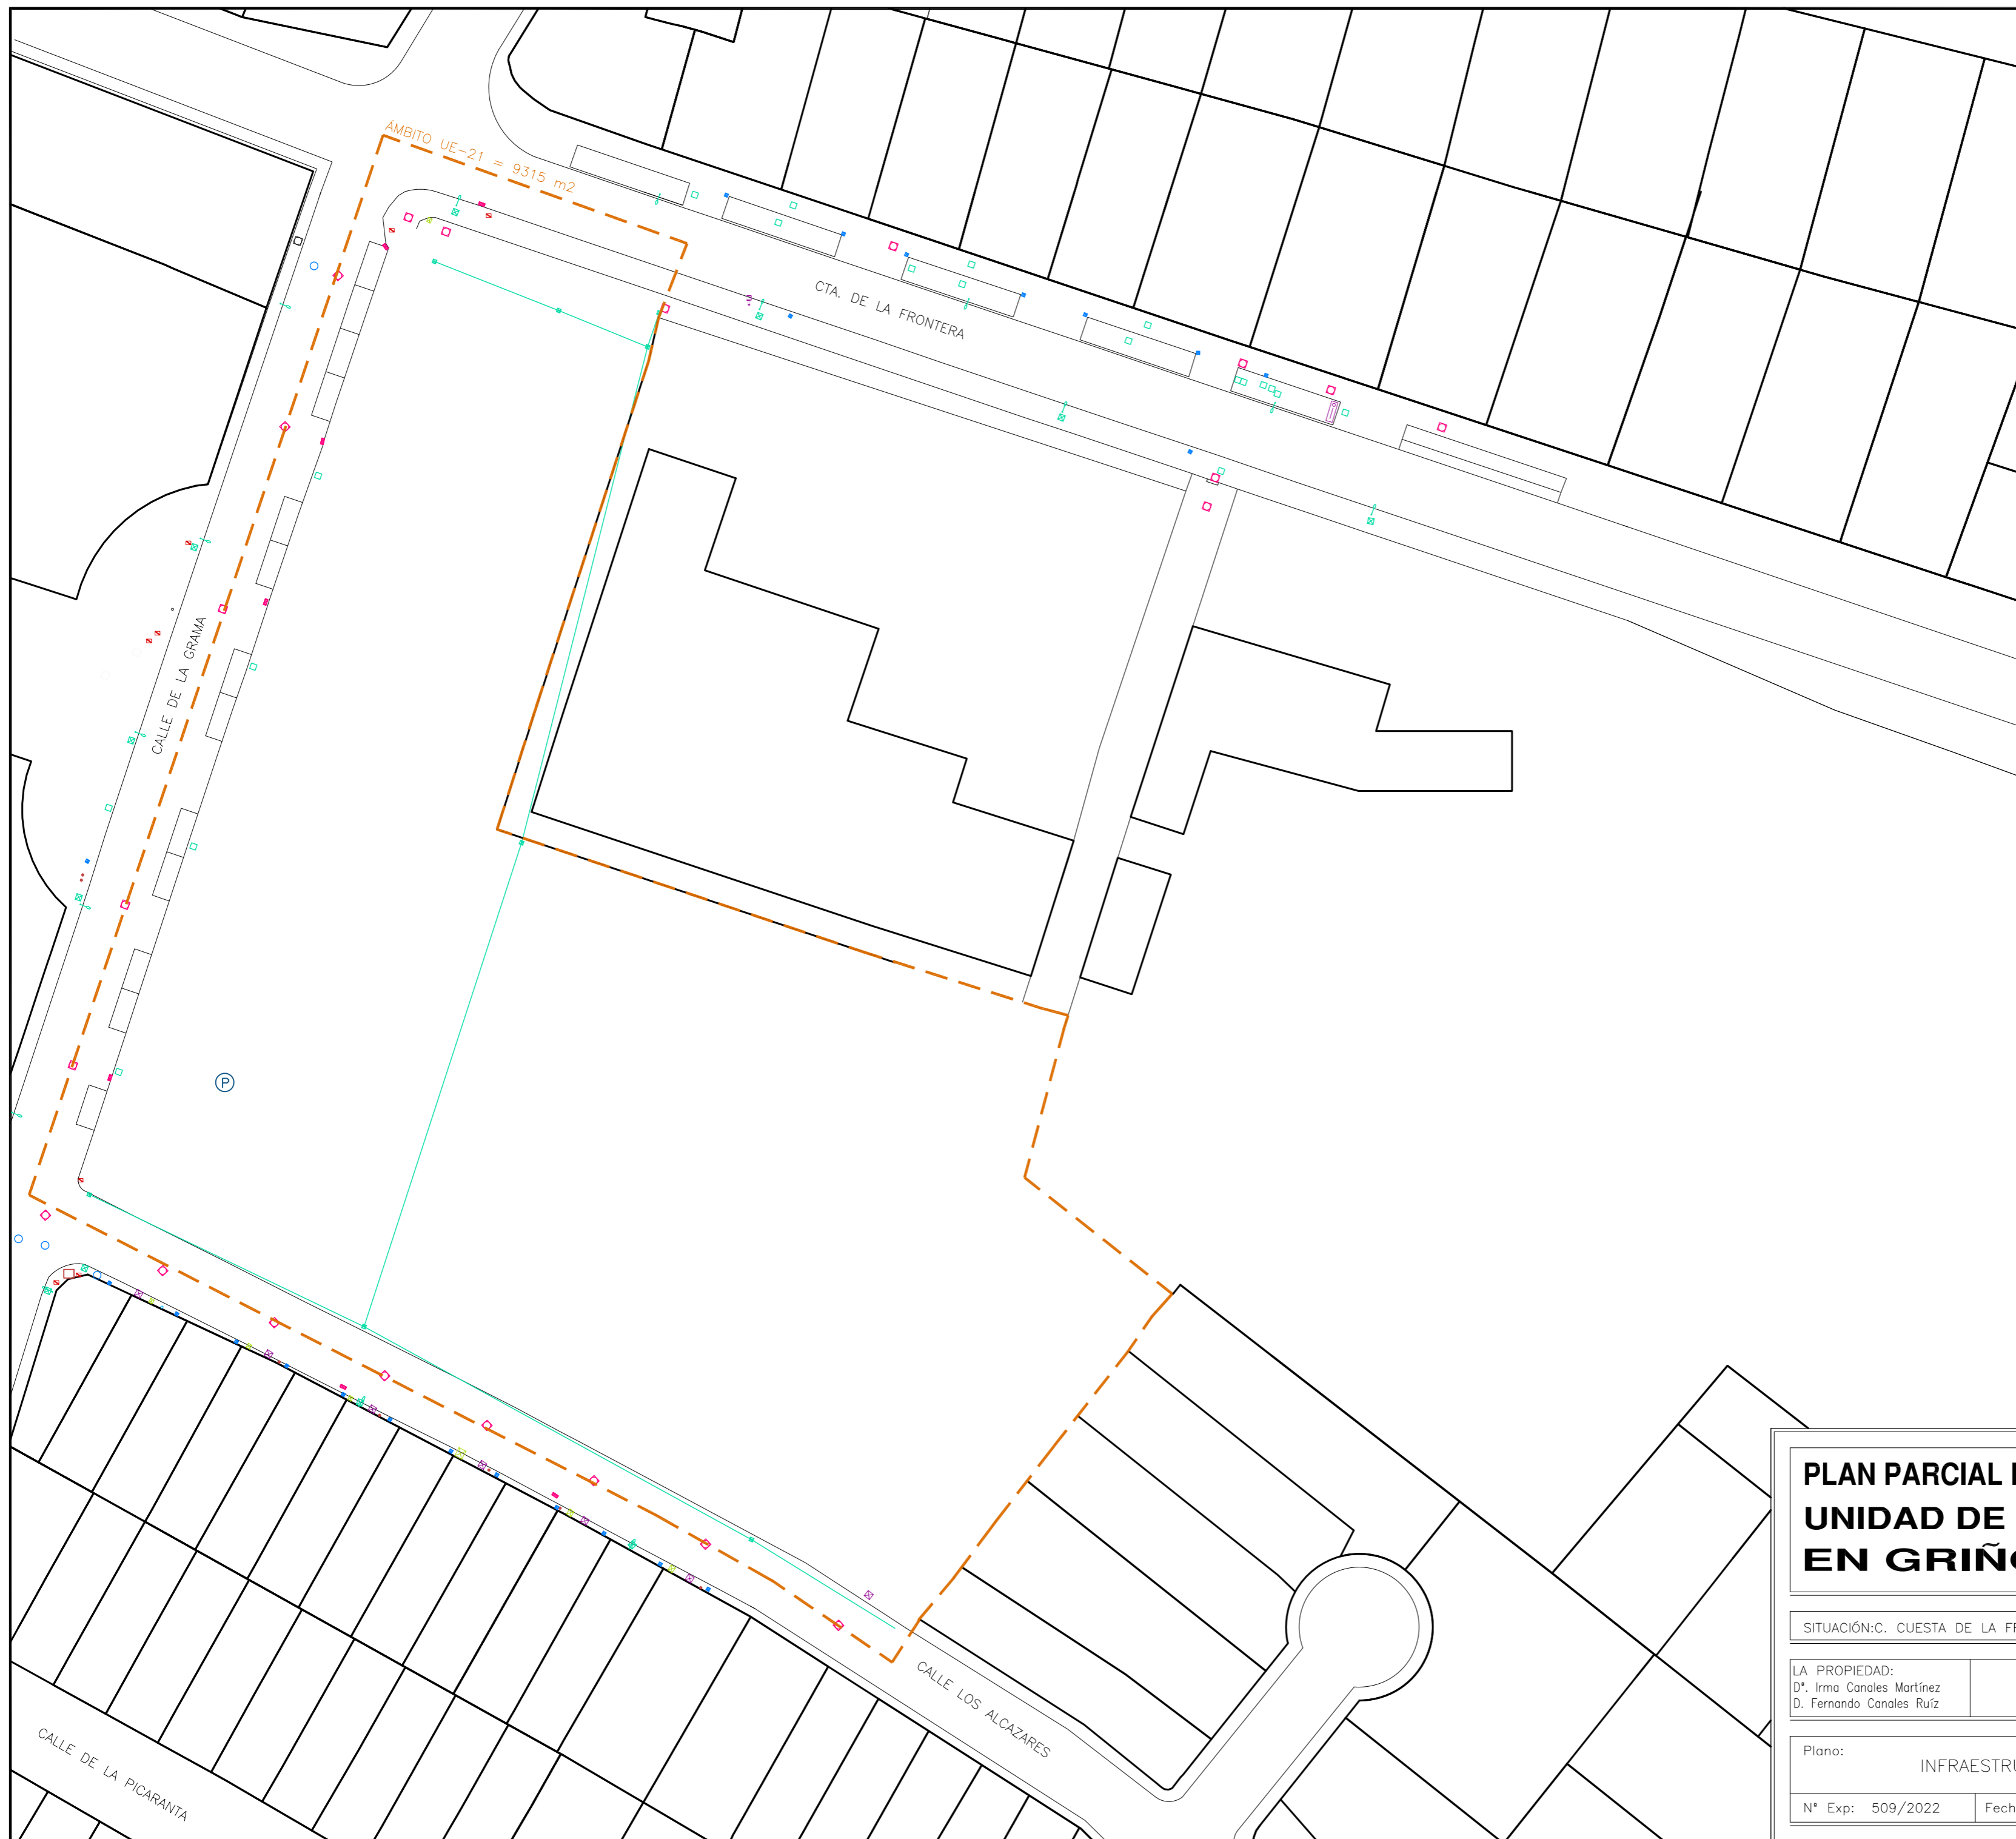 ÁMBITO UE-21 = 9315 m2
CTA. DE LA FRONTERA
CALLE DE LA GRAMA
P
CALLE LOS ALCAZARES
CALLE DE LA PICARANTA
PLAN PARCIAL
UNIDAD DE
EN GRIÑ
SITUACIÓN:C. CUESTA DE LA F
LA PROPIEDAD:
Dª. Irma Canales Martínez
D. Fernando Canales Ruíz
Plano:
INFRAESTRU
Nº Exp: 509/2022
Fech